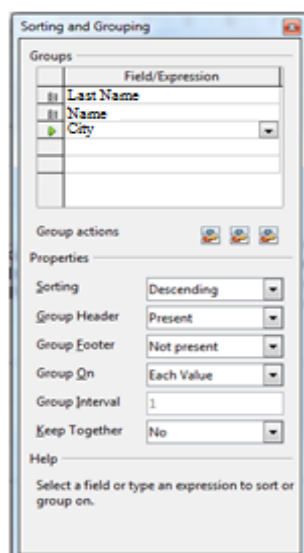 Sorting and Grouping
Groups
Field/Expression
Last Name
Name
City
Group actions
Properties
Sorting Descending
Group Header Present
Group Footer Not present
Group On Each Value
Group Interval 1
Keep Together No
Help
Select a field or type an expression to sort or
group on.